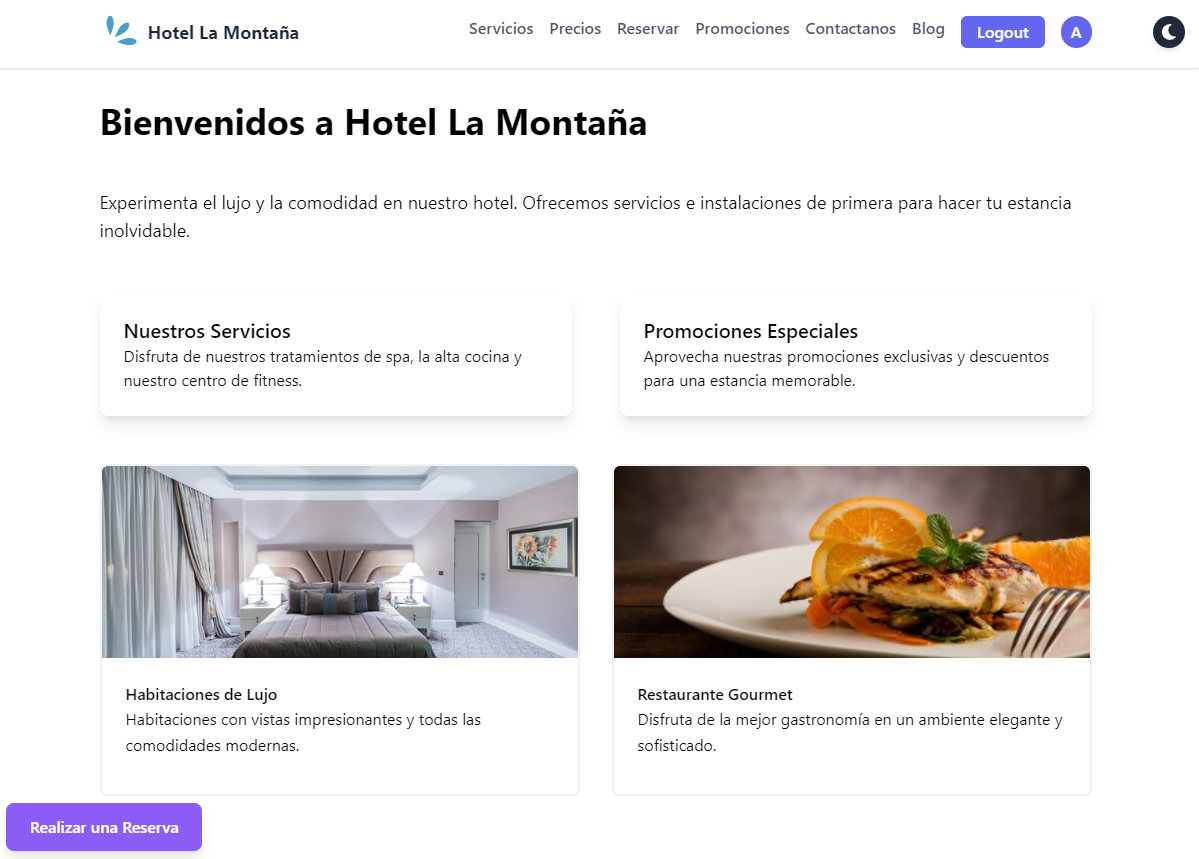 Hotel La Montaña
Servicios
Precios
Reservar
Promociones
Contactanos
Blog
Logout
A
Bienvenidos a Hotel La Montaña
Experimenta el lujo y la comodidad en nuestro hotel. Ofrecemos servicios e instalaciones de primera para hacer tu estancia
inolvidable.
Nuestros Servicios
Disfruta de nuestros tratamientos de spa, la alta cocina y
nuestro centro de fitness.
Promociones Especiales
Aprovecha nuestras promociones exclusivas y descuentos
para una estancia memorable.
Habitaciones de Lujo
Habitaciones con vistas impresionantes y todas las
comodidades modernas.
Restaurante Gourmet
Disfruta de la mejor gastronomía en un ambiente elegante y
sofisticado.
Realizar una Reserva